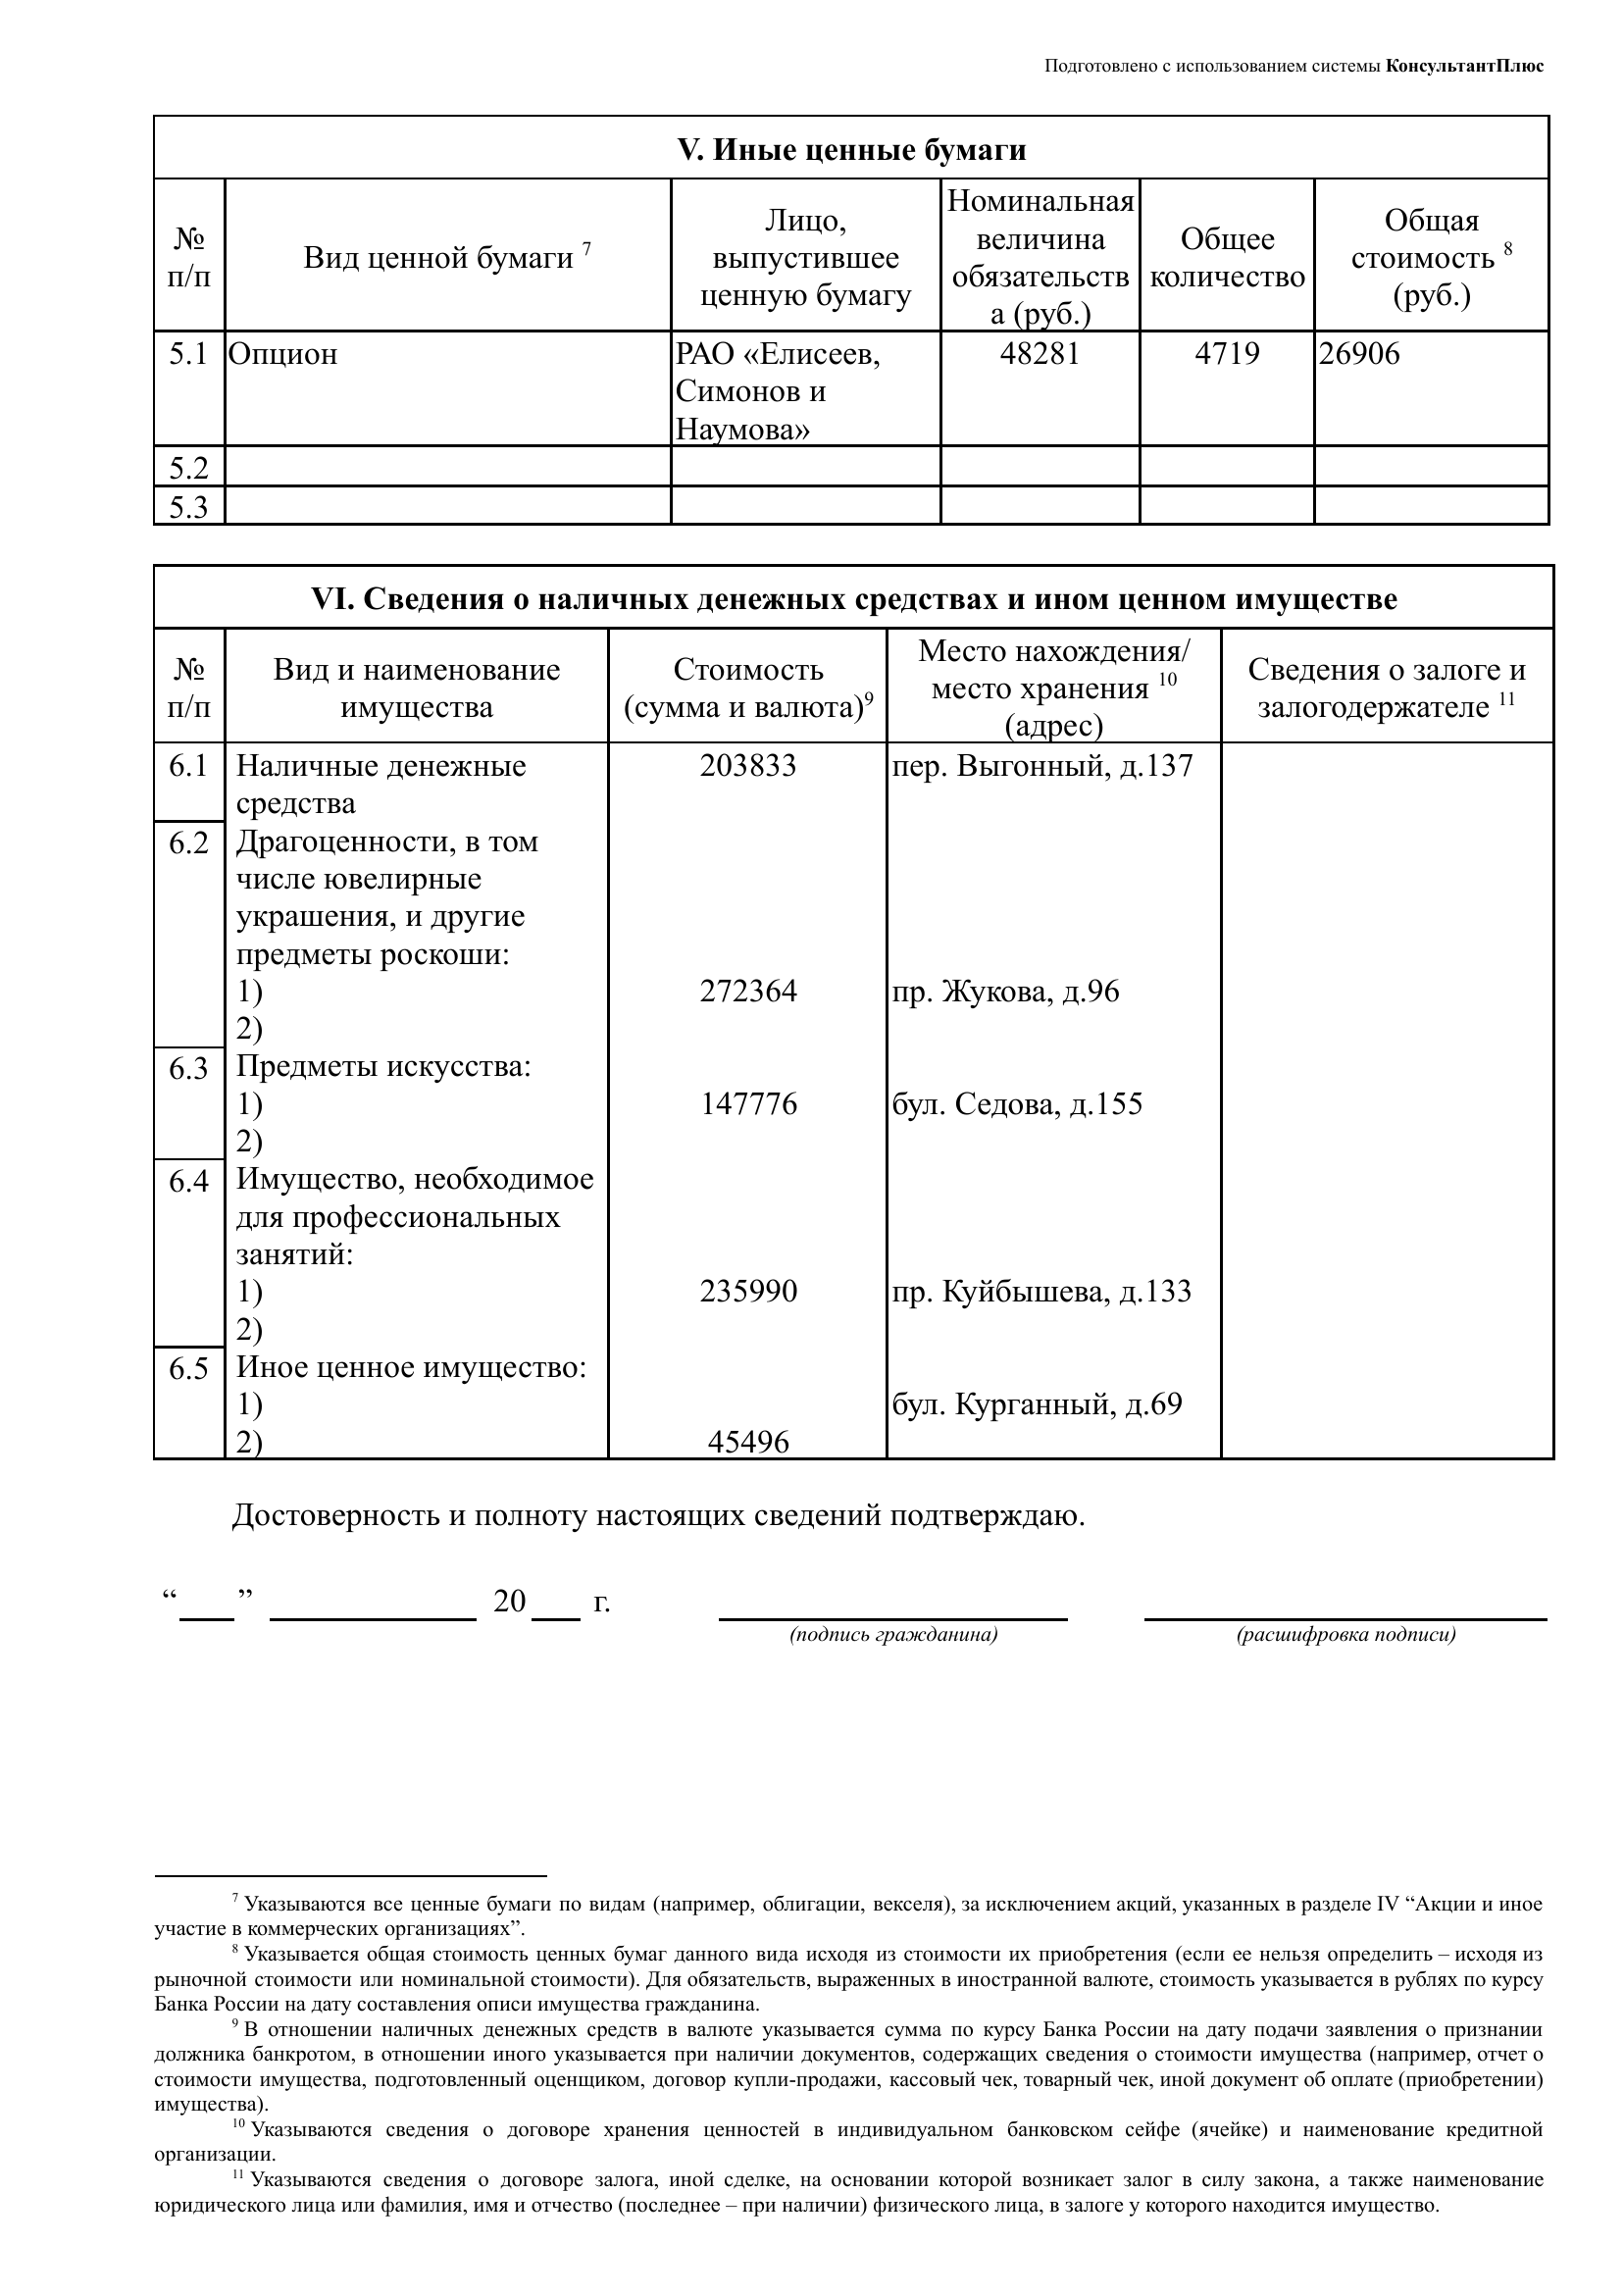 Подготовлено с использованием системы КонсультантПлюс
V. Иные ценные бумаги
№
п/п
Вид ценной бумаги 7
Лицо,
выпустившее
ценную бумагу
Номинальная
величина
обязательств
а (руб.)
Общее
количество
Общая
стоимость 8
(руб.)
5.1
Опцион
РАО «Елисеев,
Симонов и
Наумова»
48281
4719
26906
5.2
5.3
VI. Сведения о наличных денежных средствах и ином ценном имуществе
№
п/п
Вид и наименование
имущества
Стоимость
(сумма и валюта)9
Место нахождения/
место хранения 10
(адрес)
Сведения о залоге и
залогодержателе 11
6.1
Наличные денежные
средства
203833
пер. Выгонный, д.137
6.2
Драгоценности, в том
числе ювелирные
украшения, и другие
предметы роскоши:
1)
272364
пр. Жукова, д.96
2)
6.3
Предметы искусства:
1)
147776
бул. Седова, д.155
2)
6.4
Имущество, необходимое
для профессиональных
занятий:
1)
235990
пр. Куйбышева, д.133
2)
6.5
Иное ценное имущество:
1)
бул. Курганный, д.69
2)
45496
Достоверность и полноту настоящих сведений подтверждаю.
“___” ____________ 20 ___ г.
(подпись гражданина)
(расшифровка подписи)
7 Указываются все ценные бумаги по видам (например, облигации, векселя), за исключением акций, указанных в разделе IV “Акции и иное
участие в коммерческих организациях”.
8 Указывается общая стоимость ценных бумаг данного вида исходя из стоимости их приобретения (если ее нельзя определить – исходя из
рыночной стоимости или номинальной стоимости). Для обязательств, выраженных в иностранной валюте, стоимость указывается в рублях по курсу
Банка России на дату составления описи имущества гражданина.
9 В отношении наличных денежных средств в валюте указывается сумма по курсу Банка России на дату подачи заявления о признании
должника банкротом, в отношении иного указывается при наличии документов, содержащих сведения о стоимости имущества (например, отчет о
стоимости имущества, подготовленный оценщиком, договор купли-продажи, кассовый чек, товарный чек, иной документ об оплате (приобретении)
имущества).
10 Указываются сведения о договоре хранения ценностей в индивидуальном банковском сейфе (ячейке) и наименование кредитной
организации.
11 Указываются сведения о договоре залога, иной сделке, на основании которой возникает залог в силу закона, а также наименование
юридического лица или фамилия, имя и отчество (последнее – при наличии) физического лица, в залоге у которого находится имущество.